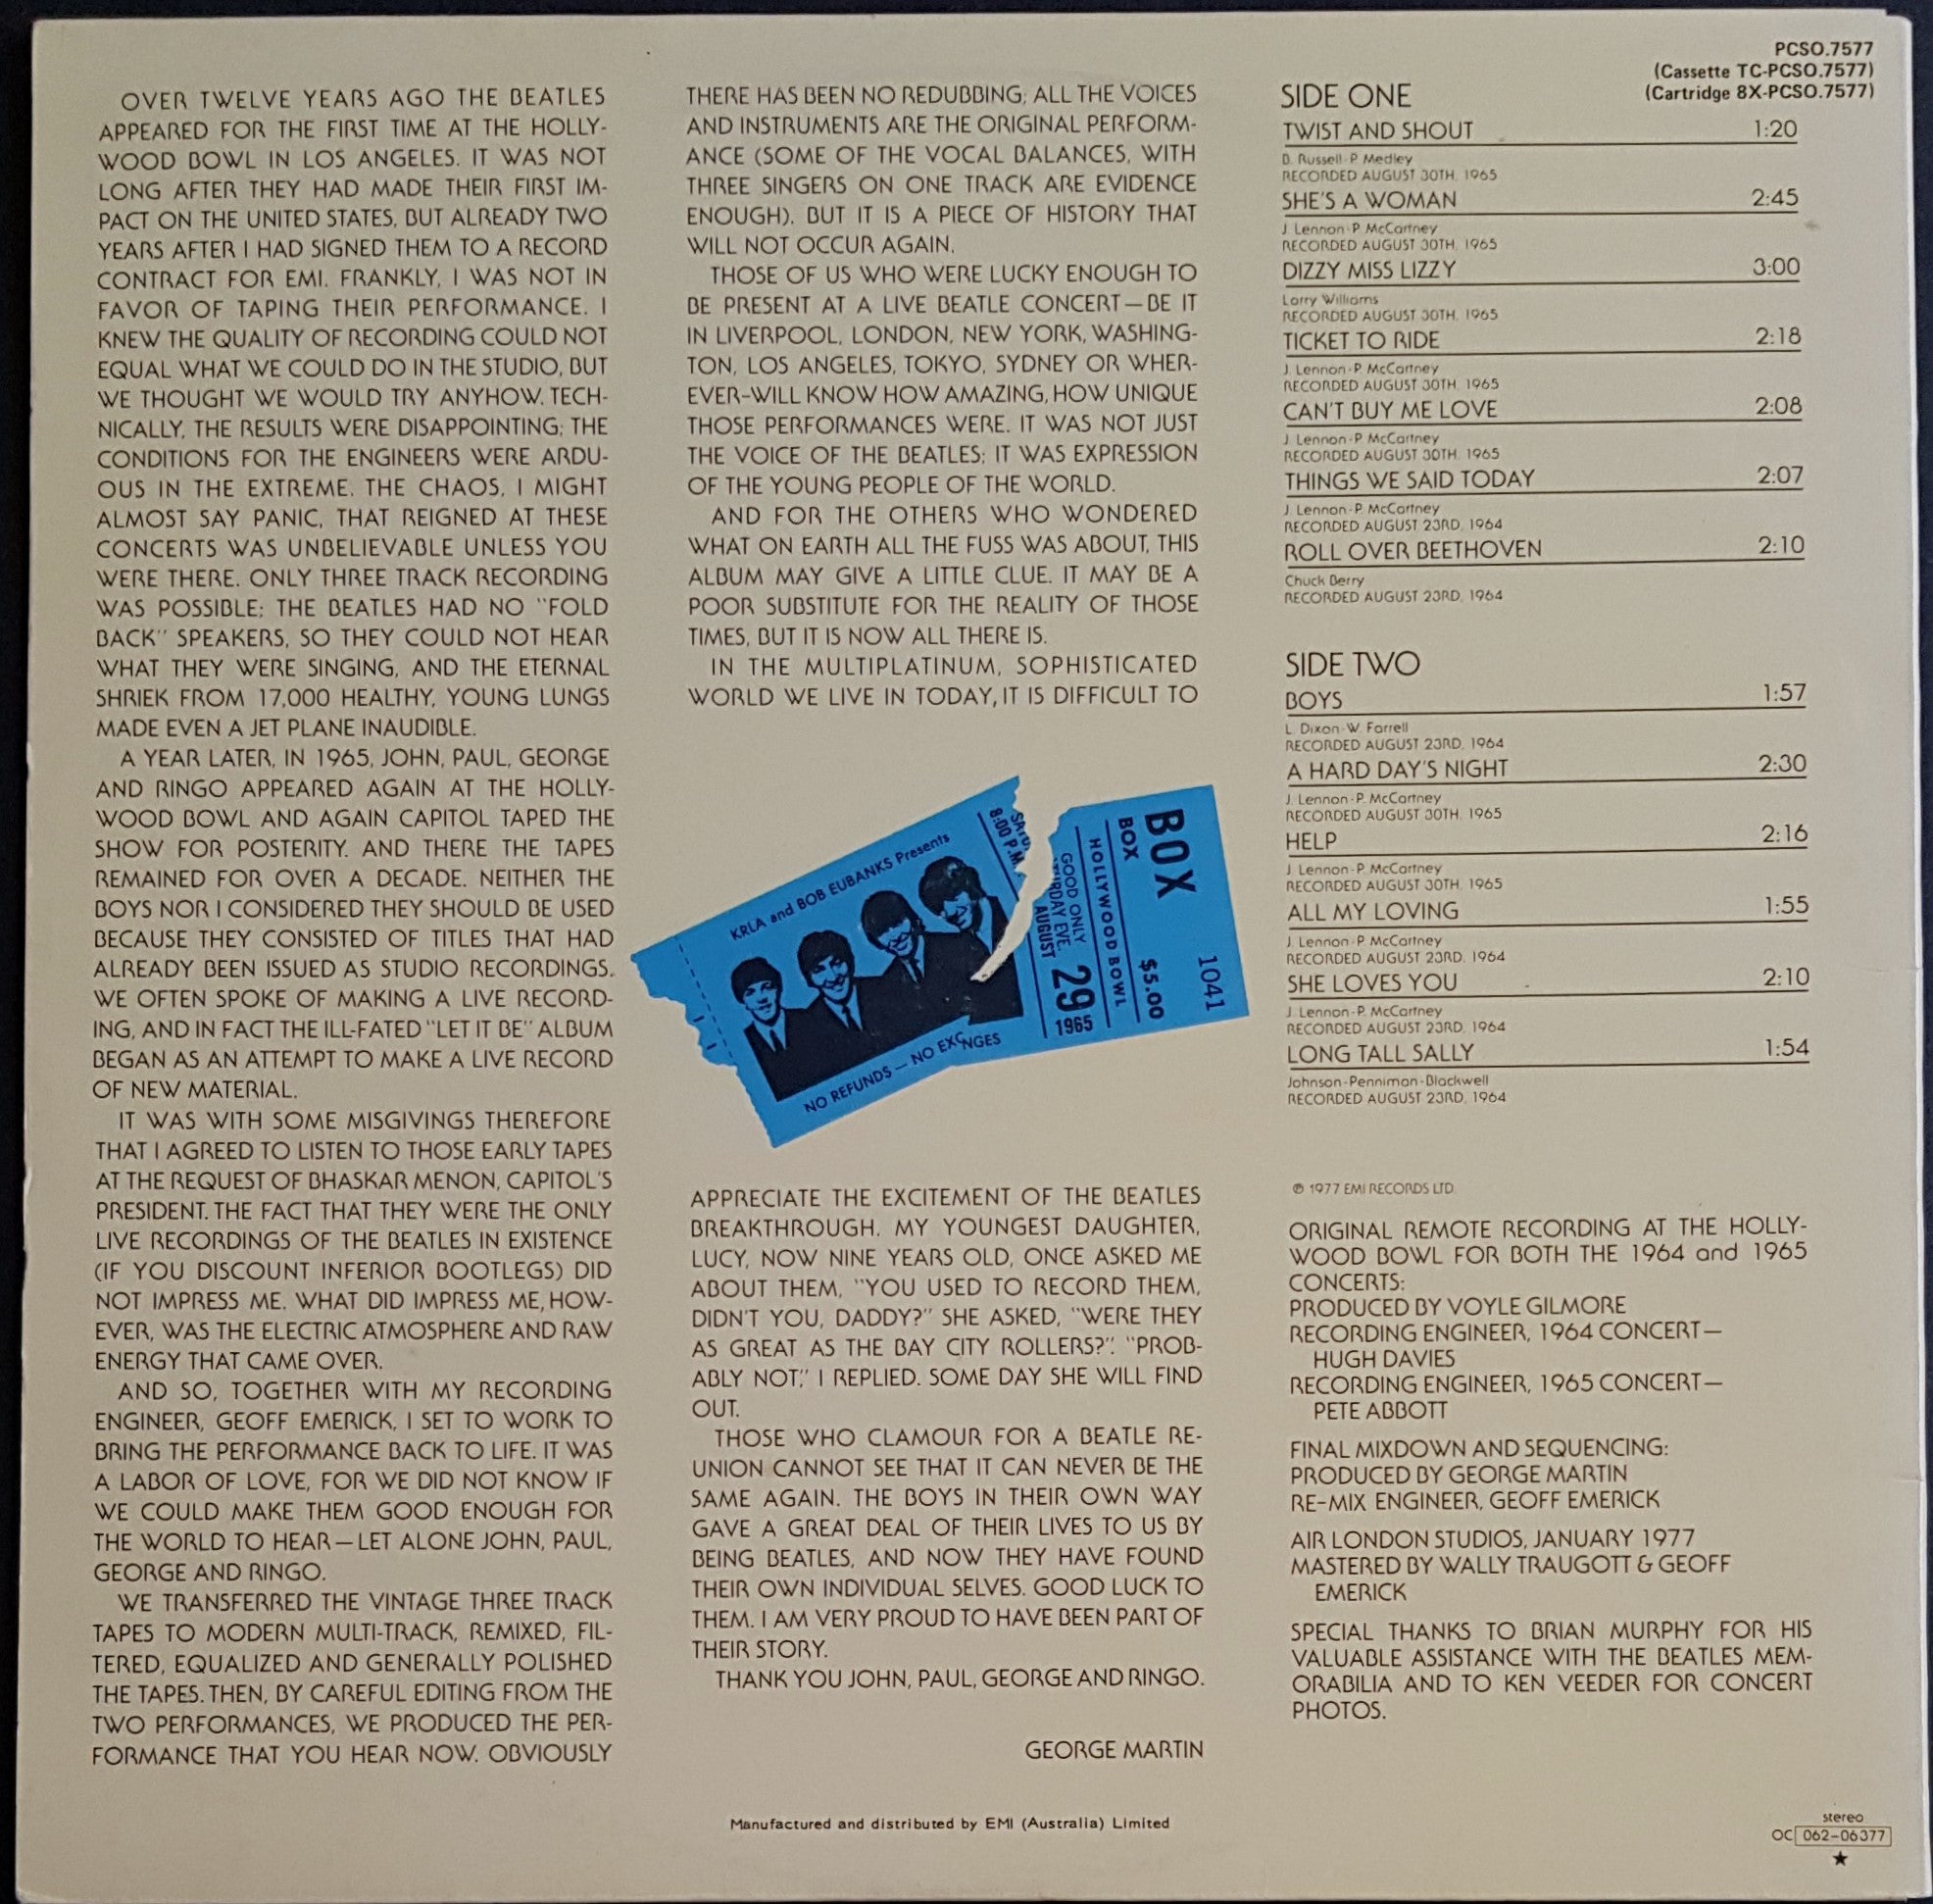 OVER TWELVE YEARS AGO THE BEATLES
APPEARED FOR THE FIRST TIME AT THE HOLLY-
WOOD BOWL IN LOS ANGELES. IT WAS NOT
LONG AFTER THEY HAD MADE THEIR FIRST IM-
PACT ON THE UNITED STATES, BUT ALREADY TWO
YEARS AFTER I HAD SIGNED THEM TO A RECORD
CONTRACT FOR EMI. FRANKLY, I WAS NOT IN
FAVOR OF TAPING THEIR PERFORMANCE. I
KNEW THE QUALITY OF RECORDING COULD NOT
EQUAL WHAT WE COULD DO IN THE STUDIO, BUT
WE THOUGHT WE WOULD TRY ANYHOW. TECH-
NICALLY, THE RESULTS WERE DISAPPOINTING; THE
CONDITIONS FOR THE ENGINEERS WERE ARDU-
OUS IN THE EXTREME. THE CHAOS, I MIGHT
ALMOST SAY PANIC, THAT REIGNED AT THESE
CONCERTS WAS UNBELIEVABLE UNLESS YOU
WERE THERE. ONLY THREE TRACK RECORDING
WAS POSSIBLE; THE BEATLES HAD NO "FOLD
BACK" SPEAKERS, SO THEY COULD NOT HEAR
WHAT THEY WERE SINGING, AND THE ETERNAL
SHRIEK FROM 17,000 HEALTHY, YOUNG LUNGS
MADE EVEN A JET PLANE INAUDIBLE.
A YEAR LATER, IN 1965, JOHN, PAUL, GEORGE
AND RINGO APPEARED AGAIN AT THE HOLLY-
WOOD BOWL AND AGAIN CAPITOL TAPED THE
SHOW FOR POSTERITY. AND THERE THE TAPES
REMAINED FOR OVER A DECADE. NEITHER THE
BOYS NOR I CONSIDERED THEY SHOULD BE USED
BECAUSE THEY CONSISTED OF TITLES THAT HAD
ALREADY BEEN ISSUED AS STUDIO RECORDINGS.
WE OFTEN SPOKE OF MAKING A LIVE RECORD-
ING, AND IN FACT THE ILL-FATED "LET IT BE" ALBUM
BEGAN AS AN ATTEMPT TO MAKE A LIVE RECORD
OF NEW MATERIAL.
IT WAS WITH SOME MISGIVINGS THEREFORE
THAT I AGREED TO LISTEN TO THOSE EARLY TAPES
AT THE REQUEST OF BHASKAR MENON, CAPITOL'S
PRESIDENT. THE FACT THAT THEY WERE THE ONLY
LIVE RECORDINGS OF THE BEATLES IN EXISTENCE
(IF YOU DISCOUNT INFERIOR BOOTLEGS) DID
NOT IMPRESS ME. WHAT DID IMPRESS ME, HOW-
EVER, WAS THE ELECTRIC ATMOSPHERE AND RAW
ENERGY THAT CAME OVER.
AND SO, TOGETHER WITH MY RECORDING
ENGINEER, GEOFF EMERICK, I SET TO WORK TO
BRING THE PERFORMANCE BACK TO LIFE. IT WAS
A LABOR OF LOVE, FOR WE DID NOT KNOW IF
WE COULD MAKE THEM GOOD ENOUGH FOR
THE WORLD TO HEAR—LET ALONE JOHN, PAUL,
GEORGE AND RINGO.
WE TRANSFERRED THE VINTAGE THREE TRACK
TAPES TO MODERN MULTI-TRACK, REMIXED, FIL-
TERED, EQUALIZED AND GENERALLY POLISHED
THE TAPES. THEN, BY CAREFUL EDITING FROM THE
TWO PERFORMANCES, WE PRODUCED THE PER-
FORMANCE THAT YOU HEAR NOW. OBVIOUSLY
THERE HAS BEEN NO REDUBBING; ALL THE VOICES
AND INSTRUMENTS ARE THE ORIGINAL PERFORM-
ANCE (SOME OF THE VOCAL BALANCES, WITH
THREE SINGERS ON ONE TRACK ARE EVIDENCE
ENOUGH). BUT IT IS A PIECE OF HISTORY THAT
WILL NOT OCCUR AGAIN.
THOSE OF US WHO WERE LUCKY ENOUGH TO
BE PRESENT AT A LIVE BEATLE CONCERT—BE IT
IN LIVERPOOL, LONDON, NEW YORK, WASHING-
TON, LOS ANGELES, TOKYO, SYDNEY OR WHER-
EVER–WILL KNOW HOW AMAZING, HOW UNIQUE
THOSE PERFORMANCES WERE. IT WAS NOT JUST
THE VOICE OF THE BEATLES; IT WAS EXPRESSION
OF THE YOUNG PEOPLE OF THE WORLD.
AND FOR THE OTHERS WHO WONDERED
WHAT ON EARTH ALL THE FUSS WAS ABOUT, THIS
ALBUM MAY GIVE A LITTLE CLUE. IT MAY BE A
POOR SUBSTITUTE FOR THE REALITY OF THOSE
TIMES, BUT IT IS NOW ALL THERE IS.
IN THE MULTIPLATINUM, SOPHISTICATED
WORLD WE LIVE IN TODAY, IT IS DIFFICULT TO
KRLA and BOB EUBANKS Presents
8:00 P.M.
NO REFUNDS — NO EXC NGES
BOX
BOX
HOLLYWOOD BOWL
GOOD ONLY
URDAY EVE.
AUGUST 29
1965
$5.00
1041
APPRECIATE THE EXCITEMENT OF THE BEATLES
BREAKTHROUGH. MY YOUNGEST DAUGHTER,
LUCY, NOW NINE YEARS OLD, ONCE ASKED ME
ABOUT THEM, "YOU USED TO RECORD THEM,
DIDN'T YOU, DADDY?" SHE ASKED, "WERE THEY
AS GREAT AS THE BAY CITY ROLLERS?". "PROB-
ABLY NOT," I REPLIED. SOME DAY SHE WILL FIND
OUT.
THOSE WHO CLAMOUR FOR A BEATLE RE-
UNION CANNOT SEE THAT IT CAN NEVER BE THE
SAME AGAIN. THE BOYS IN THEIR OWN WAY
GAVE A GREAT DEAL OF THEIR LIVES TO US BY
BEING BEATLES, AND NOW THEY HAVE FOUND
THEIR OWN INDIVIDUAL SELVES. GOOD LUCK TO
THEM. I AM VERY PROUD TO HAVE BEEN PART OF
THEIR STORY.
THANK YOU JOHN, PAUL, GEORGE AND RINGO.
GEORGE MARTIN
PCSO.7577
(Cassette TC-PCSO.7577)
(Cartridge 8X-PCSO.7577)
SIDE ONE
TWIST AND SHOUT 1:20
B. Russell-P. Medley
RECORDED AUGUST 30TH, 1965
SHE'S A WOMAN 2:45
J. Lennon-P. McCartney
RECORDED AUGUST 30TH, 1965
DIZZY MISS LIZZY 3:00
Larry Williams
RECORDED AUGUST 30TH, 1965
TICKET TO RIDE 2:18
J. Lennon-P. McCartney
RECORDED AUGUST 30TH, 1965
CAN'T BUY ME LOVE 2:08
J. Lennon-P. McCartney
RECORDED AUGUST 30TH, 1965
THINGS WE SAID TODAY 2:07
J. Lennon-P. McCartney
RECORDED AUGUST 23RD, 1964
ROLL OVER BEETHOVEN 2:10
Chuck Berry
RECORDED AUGUST 23RD, 1964
SIDE TWO
BOYS 1:57
L. Dixon-W. Farrell
RECORDED AUGUST 23RD, 1964
A HARD DAY'S NIGHT 2:30
J. Lennon-P. McCartney
RECORDED AUGUST 30TH, 1965
HELP 2:16
J. Lennon-P. McCartney
RECORDED AUGUST 30TH, 1965
ALL MY LOVING 1:55
J. Lennon-P. McCartney
RECORDED AUGUST 23RD, 1964
SHE LOVES YOU 2:10
J. Lennon-P. McCartney
RECORDED AUGUST 23RD, 1964
LONG TALL SALLY 1:54
Johnson-Penniman-Blackwell
RECORDED AUGUST 23RD, 1964
℗ 1977 EMI RECORDS LTD.
ORIGINAL REMOTE RECORDING AT THE HOLLY-
WOOD BOWL FOR BOTH THE 1964 and 1965
CONCERTS:
PRODUCED BY VOYLE GILMORE
RECORDING ENGINEER, 1964 CONCERT—
HUGH DAVIES
RECORDING ENGINEER, 1965 CONCERT—
PETE ABBOTT
FINAL MIXDOWN AND SEQUENCING:
PRODUCED BY GEORGE MARTIN
RE-MIX ENGINEER, GEOFF EMERICK
AIR LONDON STUDIOS, JANUARY 1977
MASTERED BY WALLY TRAUGOTT & GEOFF
EMERICK
SPECIAL THANKS TO BRIAN MURPHY FOR HIS
VALUABLE ASSISTANCE WITH THE BEATLES MEM-
ORABILIA AND TO KEN VEEDER FOR CONCERT
PHOTOS.
Manufactured and distributed by EMI (Australia) Limited
stereo
OC 062-06377